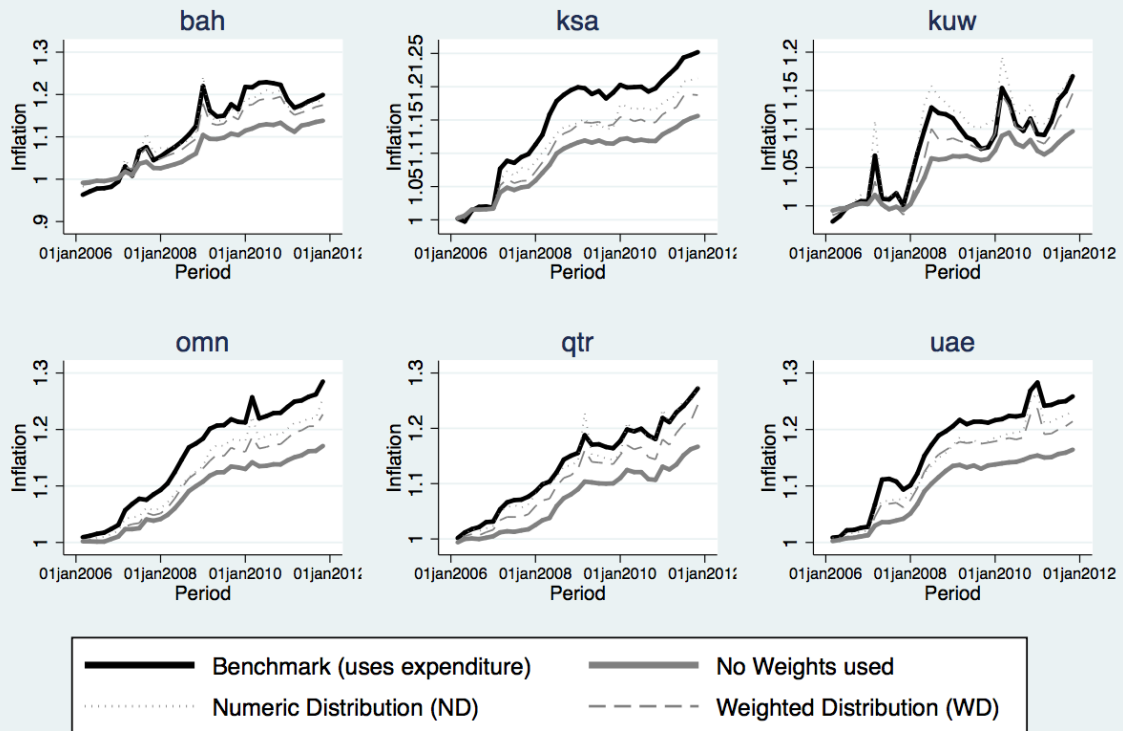 bah
ksa
kuw
Inflation
.9 1 1.1 1.2 1.3
01jan2006 01jan2008 01jan2010 01jan2012
Period
Inflation
1 1.05 1.1 1.15 1.2 1.25
01jan2006 01jan2008 01jan2010 01jan2012
Period
Inflation
1 1.05 1.1 1.15 1.2
01jan2006 01jan2008 01jan2010 01jan2012
Period
omn
qtr
uae
Inflation
1 1.1 1.2 1.3
01jan2006 01jan2008 01jan2010 01jan2012
Period
Inflation
1 1.1 1.2 1.3
01jan2006 01jan2008 01jan2010 01jan2012
Period
Inflation
1 1.1 1.2 1.3
01jan2006 01jan2008 01jan2010 01jan2012
Period
Benchmark (uses expenditure)
No Weights used
Numeric Distribution (ND)
Weighted Distribution (WD)